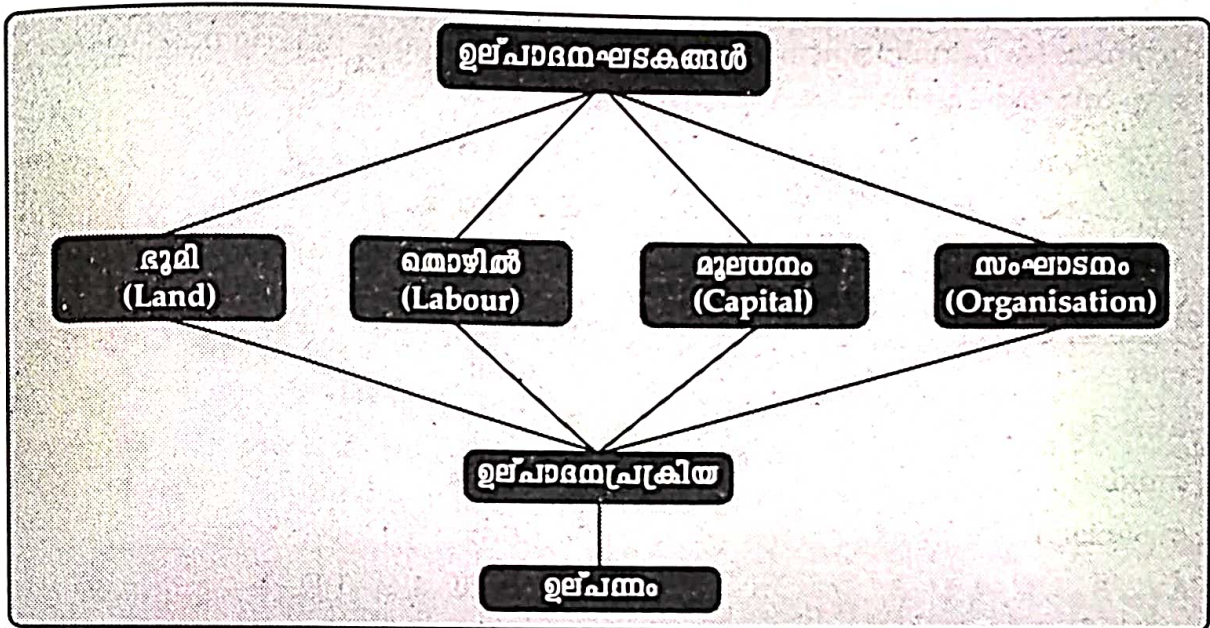 ഉല്പാദനഘടകങ്ങൾ
ഭൂമി
(Land)
തൊഴിൽ
(Labour)
മൂലധനം
(Capital)
സംഘാടനം
(Organisation)
ഉല്പാദനപ്രക്രിയ
ഉല്പന്നം